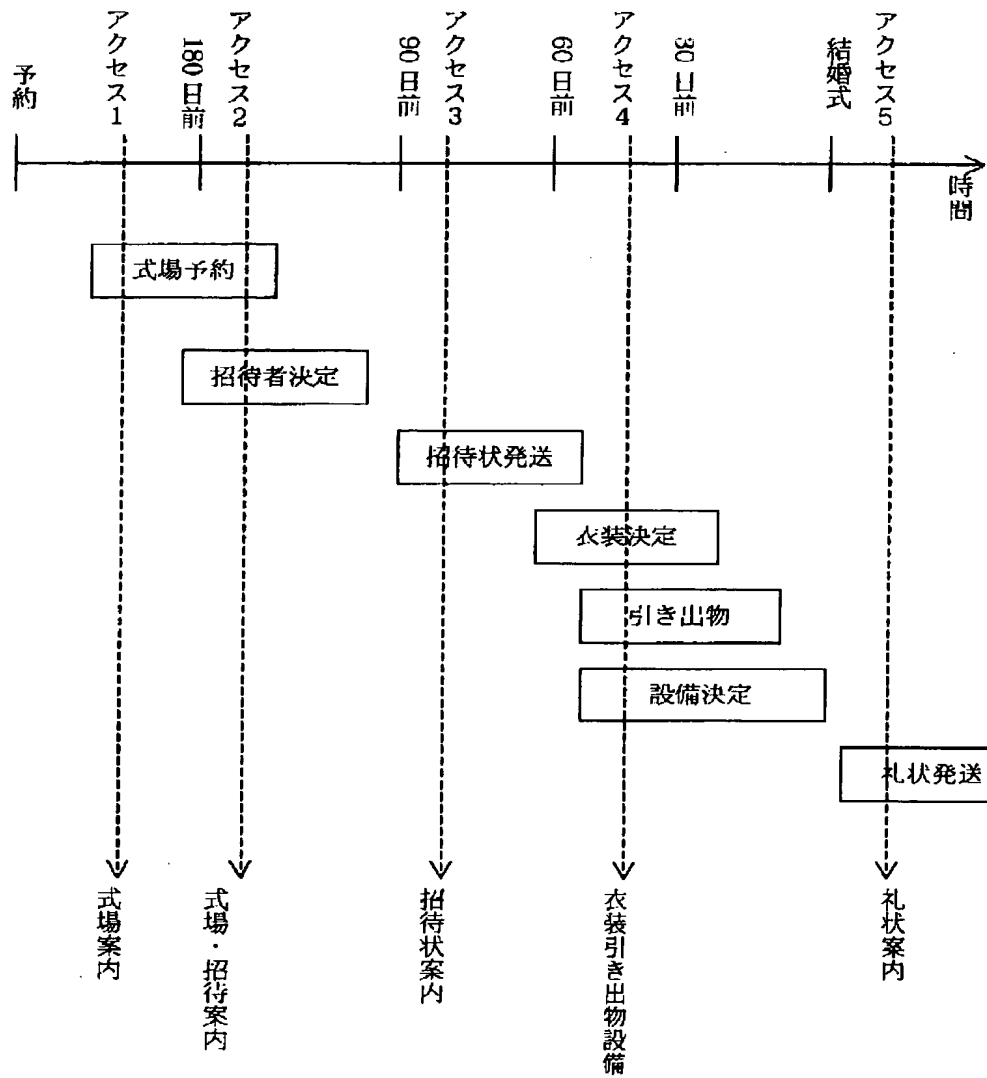 予約
アクセス1
180日前
アクセス2
90日前
アクセス3
60日前
アクセス4
30日前
結婚式
アクセス5
時間
式場予約
招待者決定
招待状発送
衣装決定
引き出物
設備決定
礼状発送
式場案内
式場・招待案内
招待状案内
衣装引き出物設備
礼状案内